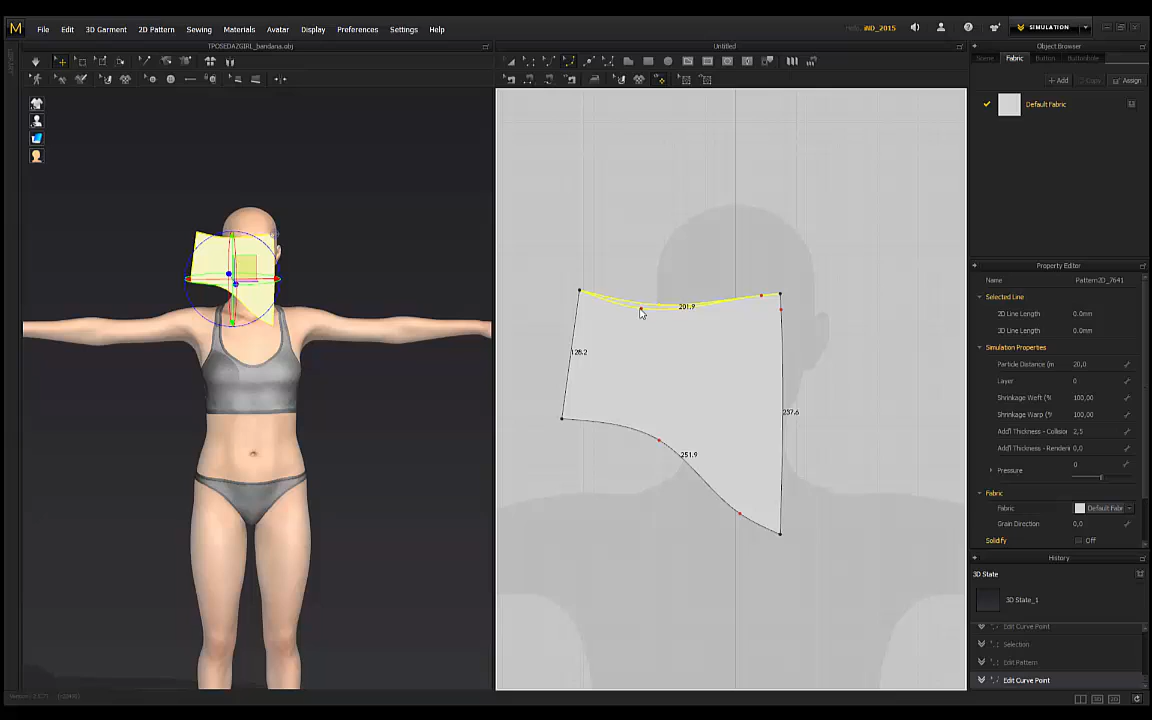 M File Edit 3D Garment 2D Pattern Sewing Materials Avatar Display Preferences Settings Help
IND_2015
SIMULATION
TPOSEDAZGIRL_bandana.obj
Untitled
Object Browser
Scene Fabric Button Buttonhole
Add Copy Assign
Default Fabric
201.9
128.2
237.6
251.9
Property Editor
Name Pattern2D_7641
Selected Line
2D Line Length 0.0mm
3D Line Length 0.0mm
Simulation Properties
Particle Distance (m 20,0
Layer 0
Shrinkage Weft (% 100,00
Shrinkage Warp (% 100,00
Add'l Thickness - Collision 2,5
Add'l Thickness - Renderin 0,0
Pressure 0
Fabric
Fabric Default Fabr
Grain Direction 0,0
Solidify Off
History
3D State
3D State_1
Edit Curve Point
Selection
Edit Pattern
Edit Curve Point